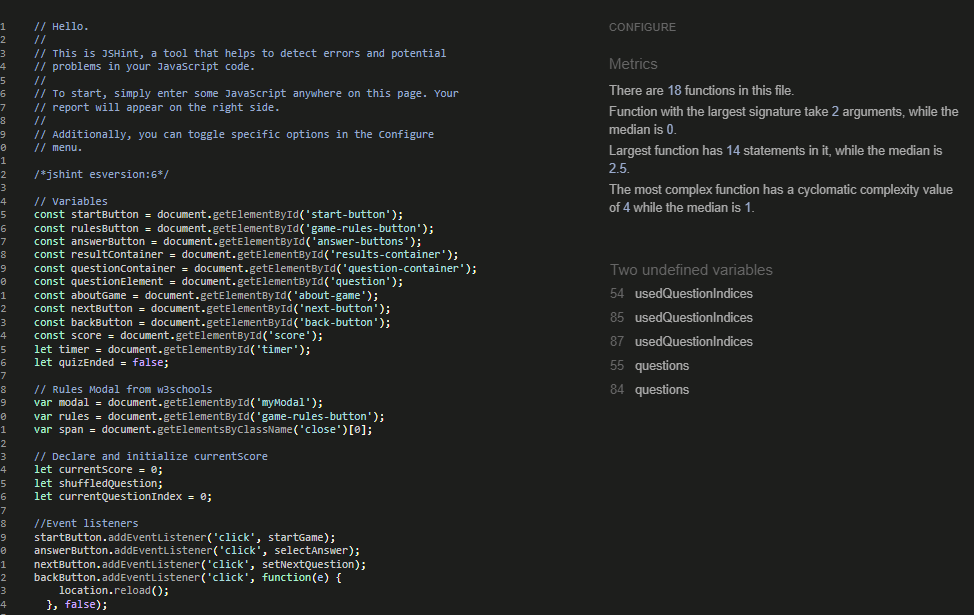 1 // Hello.
2 //
3 // This is JSHint, a tool that helps to detect errors and potential
4 // problems in your JavaScript code.
5 //
6 // To start, simply enter some JavaScript anywhere on this page. Your
7 // report will appear on the right side.
8 //
9 // Additionally, you can toggle specific options in the Configure
0 // menu.
1
2 /*jshint esversion:6*/
3
4 // Variables
5 const startButton = document.getElementById('start-button');
6 const rulesButton = document.getElementById('game-rules-button');
7 const answerButton = document.getElementById('answer-buttons');
8 const resultContainer = document.getElementById('results-container');
9 const questionContainer = document.getElementById('question-container');
0 const questionElement = document.getElementById('question');
1 const aboutGame = document.getElementById('about-game');
2 const nextButton = document.getElementById('next-button');
3 const backButton = document.getElementById('back-button');
4 const score = document.getElementById('score');
5 let timer = document.getElementById('timer');
6 let quizEnded = false;
7
8 // Rules Modal from w3schools
9 var modal = document.getElementById('myModal');
0 var rules = document.getElementById('game-rules-button');
1 var span = document.getElementsByClassName('close')[0];
2
3 // Declare and initialize currentScore
4 let currentScore = 0;
5 let shuffledQuestion;
6 let currentQuestionIndex = 0;
7
8 //Event listeners
9 startButton.addEventListener('click', startGame);
0 answerButton.addEventListener('click', selectAnswer);
1 nextButton.addEventListener('click', setNextQuestion);
2 backButton.addEventListener('click', function(e) {
3 location.reload();
4 }, false);
CONFIGURE
Metrics
There are 18 functions in this file.
Function with the largest signature take 2 arguments, while the
median is 0.
Largest function has 14 statements in it, while the median is
2.5.
The most complex function has a cyclomatic complexity value
of 4 while the median is 1.
Two undefined variables
54 usedQuestionIndices
85 usedQuestionIndices
87 usedQuestionIndices
55 questions
84 questions